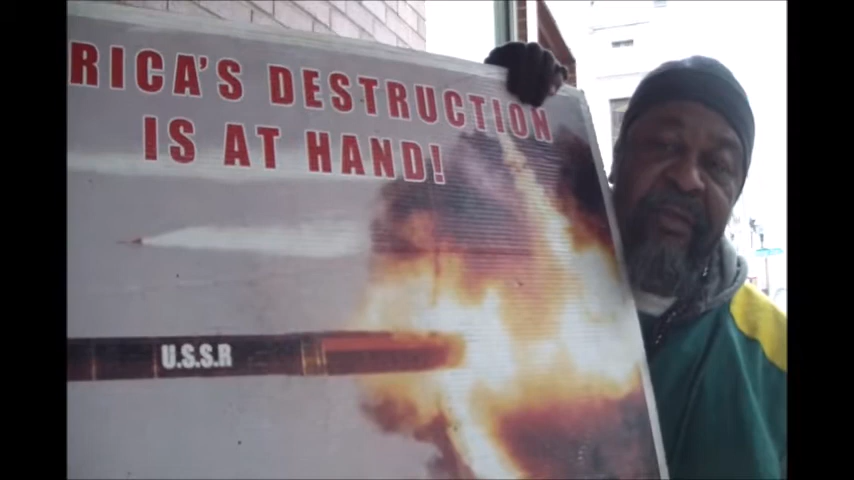 RICA'S DESTRUCTION
IS AT HAND!
U.S.S.R